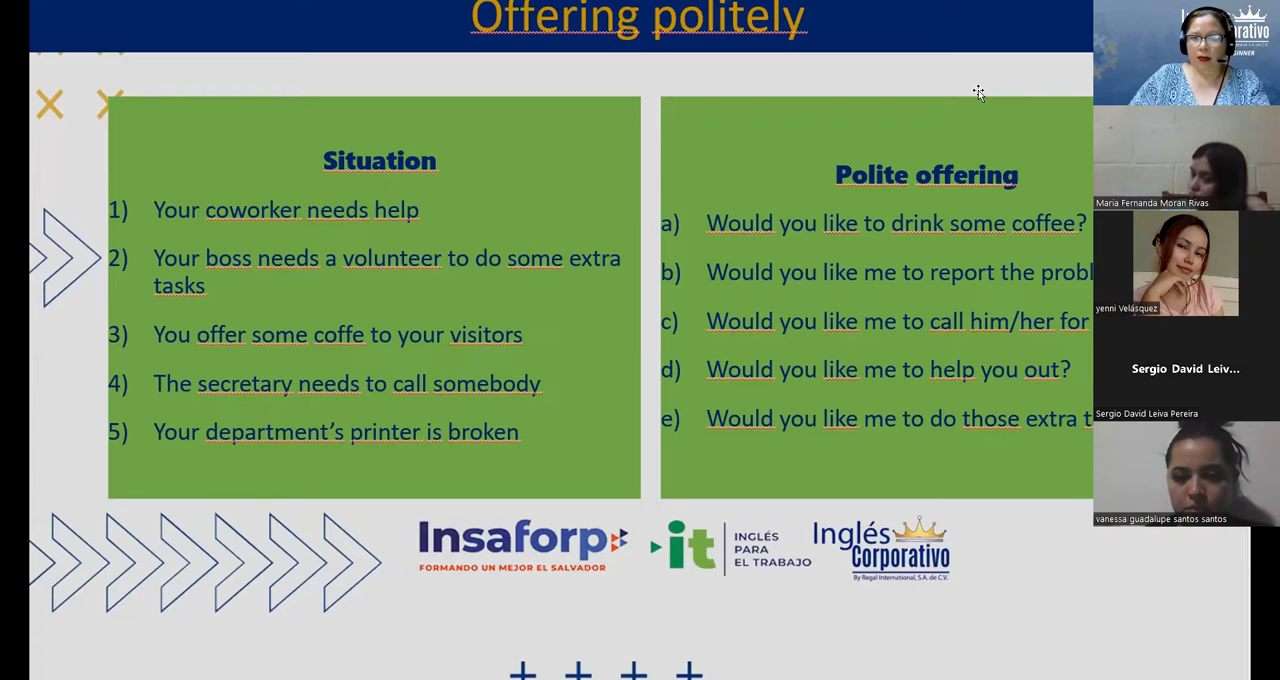 Offering politely
Situation
1) Your coworker needs help
2) Your boss needs a volunteer to do some extra
tasks
3) You offer some coffe to your visitors
4) The secretary needs to call somebody
5) Your department's printer is broken
Polite offering
a) Would you like to drink some coffee?
b) Would you like me to report the
c) Would you like me to call him/her for
d) Would you like me to help you out?
e) Would you like me to do those extra
Insaforp
FORMANDO UN MEJOR EL SALVADOR
it
INGLÉS
PARA
EL TRABAJO
Inglés
Corporativo
By Regal International, S.A. de C.V.
Maria Fernanda Moran Rivas
yenni Velásquez
Sergio David Leiv...
Sergio David Leiva Pereira
vanessa guadalupe santos santos